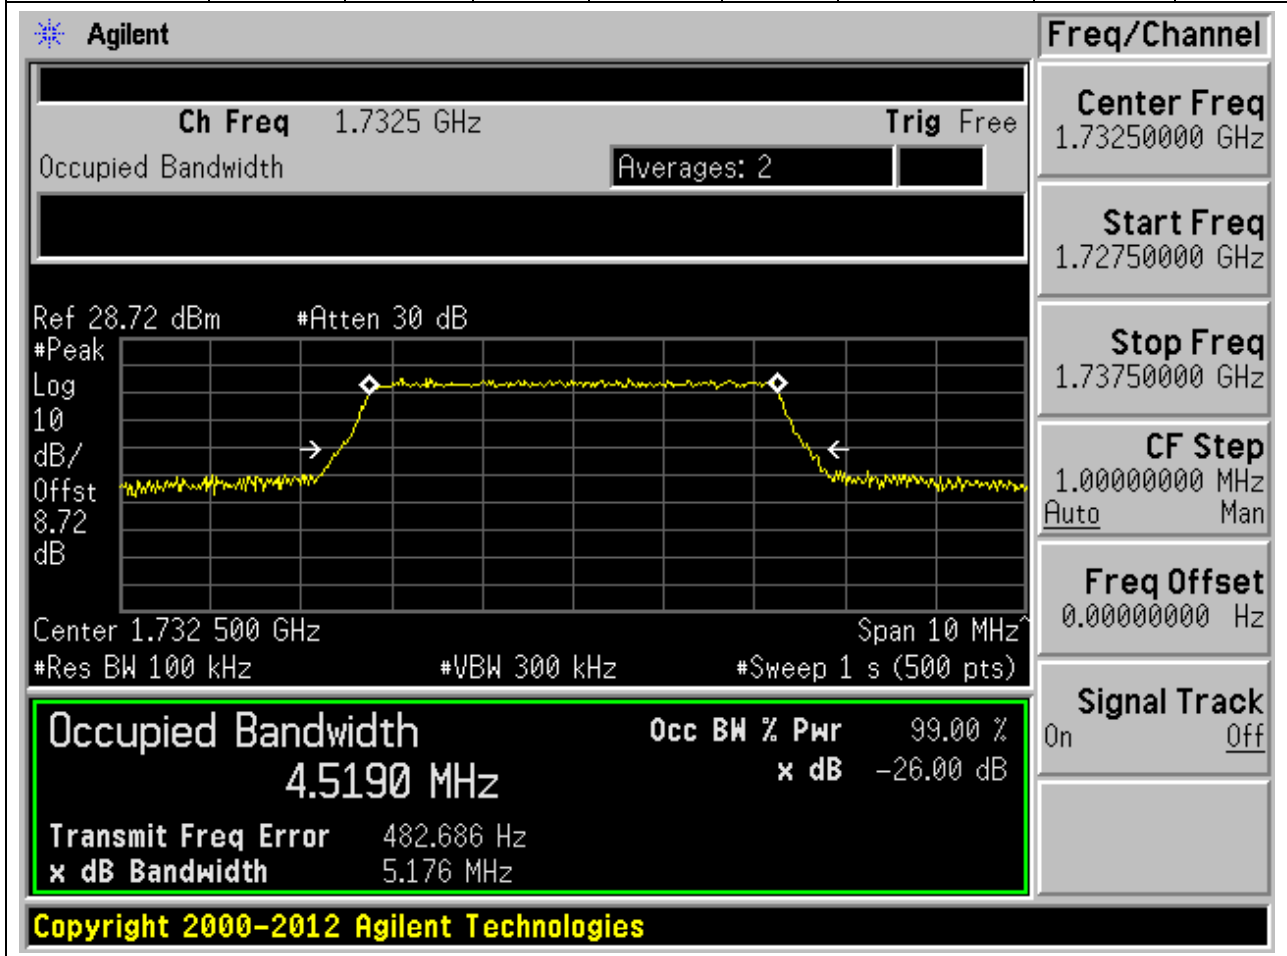 Agilent
Freq/Channel
Ch Freq 1.7325 GHz Trig Free
Occupied Bandwidth Averages: 2
Center Freq
1.73250000 GHz
Start Freq
1.72750000 GHz
Stop Freq
1.73750000 GHz
CF Step
1.00000000 MHz
Auto Man
Freq Offset
0.00000000 Hz
Signal Track
On Off
Ref 28.72 dBm #Atten 30 dB
#Peak
Log
10
dB/
Offst
8.72
dB
Center 1.732 500 GHz Span 10 MHz^
#Res BW 100 kHz #VBW 300 kHz #Sweep 1 s (500 pts)
Occupied Bandwidth Occ BW % Pwr 99.00 %
4.5190 MHz x dB -26.00 dB
Transmit Freq Error 482.686 Hz
x dB Bandwidth 5.176 MHz
Copyright 2000-2012 Agilent Technologies